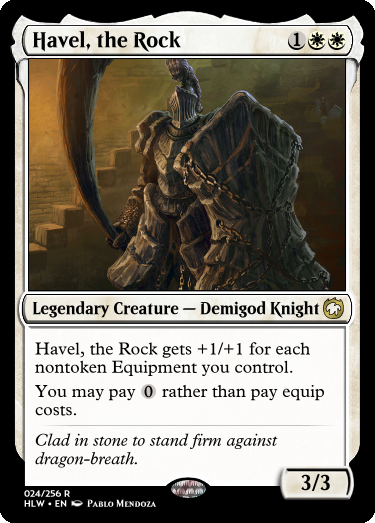 Havel, the Rock 1
Legendary Creature — Demigod Knight
Havel, the Rock gets +1/+1 for each
nontoken Equipment you control.
You may pay 0 rather than pay equip
costs.
Clad in stone to stand firm against
dragon-breath.
3/3
024/256 R
HLW • EN Pablo Mendoza